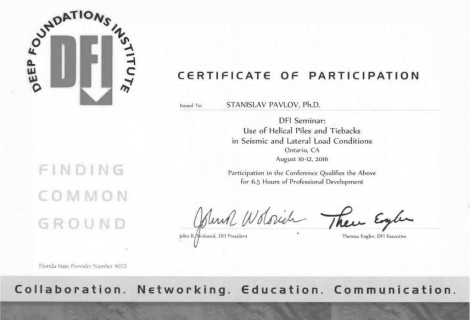 DEEP FOUNDATIONS INSTITUTE
DFI
CERTIFICATE OF PARTICIPATION
Issued To STANISLAV PAVLOV, Ph.D.
DFI Seminar:
Use of Helical Piles and Tiebacks
in Seismic and Lateral Load Conditions
Ontario, CA
August 10-12, 2016
Participation in the Conference Qualifies the Above
for 6.5 Hours of Professional Development
FINDING
COMMON
GROUND
John R. Wolosick, DFI President
Theresa Engler, DFI Executive
Florida State Provider Number 4072
Collaboration. Networking. Education. Communication.